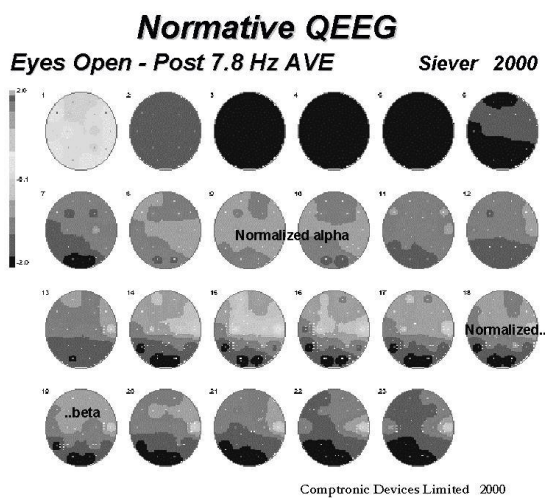 Normative QEEG
Eyes Open - Post 7.8 Hz AVE Siever 2000
2.0
-0.1
-2.0
1 2 3 4 5 6
7 8 9 10 11 12
Normalized alpha
13 14 15 16 17 18
Normalized..
19 20 21 22 23
..beta
Comptronic Devices Limited 2000